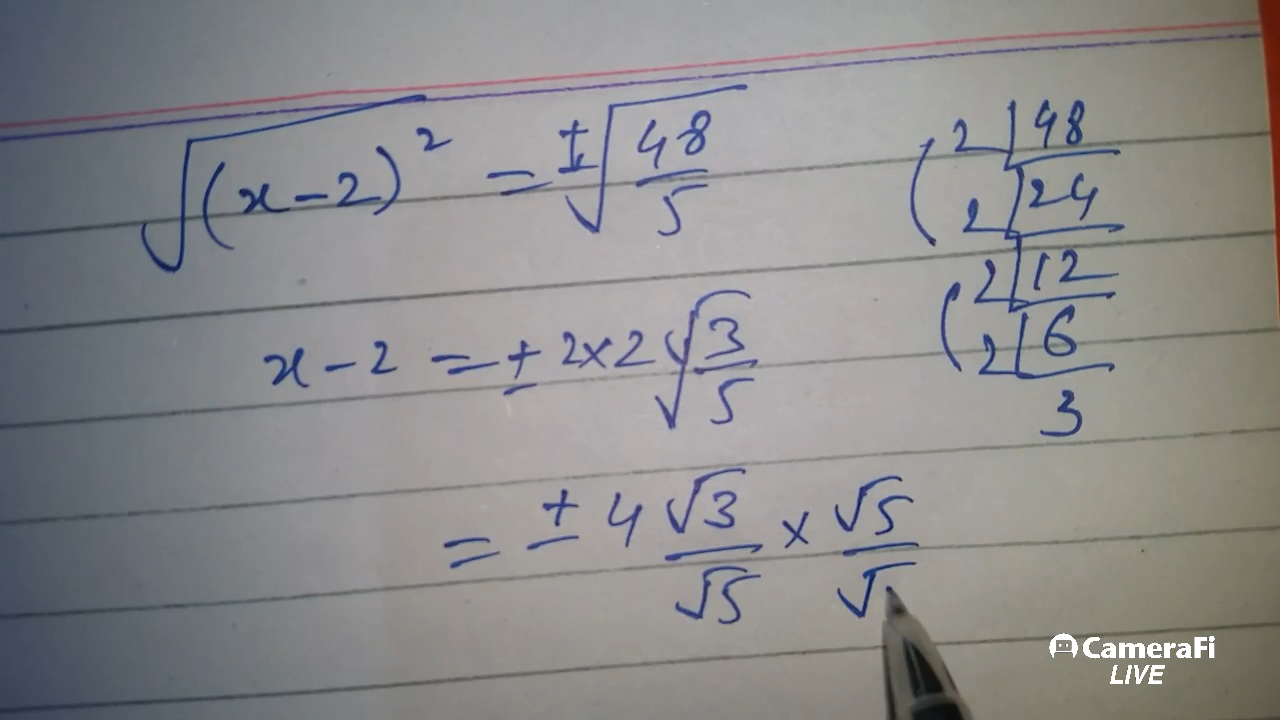 √(x-2)² = ±√48/5
x-2 = ± 2×2√3/5
= ± 4 √3/√5 × √5/√
2 | 48
2 | 24
2 | 12
2 | 6
3
CameraFi
LIVE